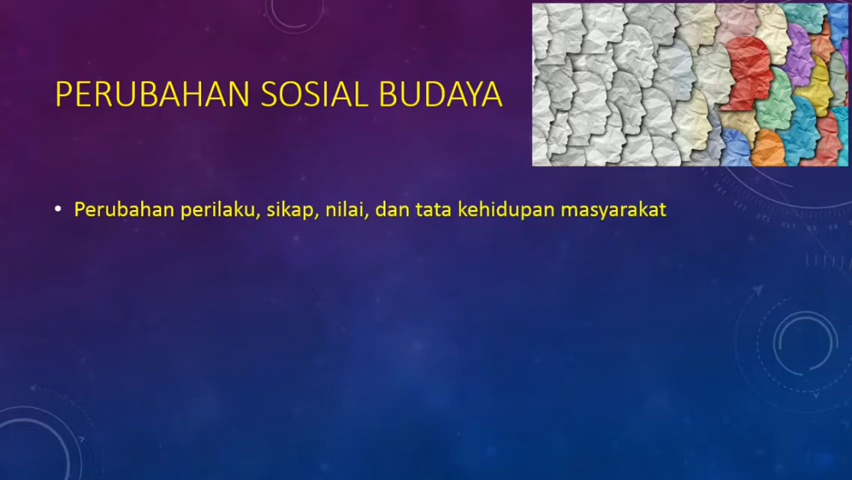 PERUBAHAN SOSIAL BUDAYA
• Perubahan perilaku, sikap, nilai, dan tata kehidupan masyarakat